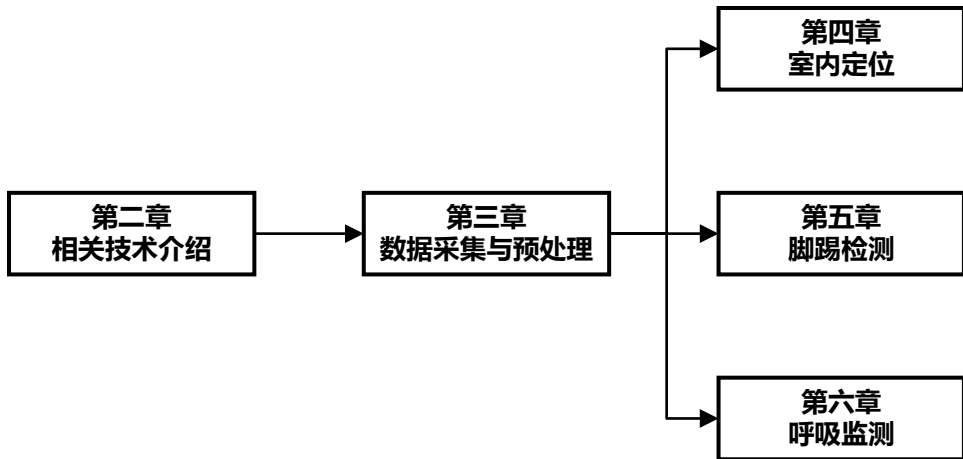 第四章
室内定位
第二章
相关技术介绍
第三章
数据采集与预处理
第五章
脚踢检测
第六章
呼吸监测